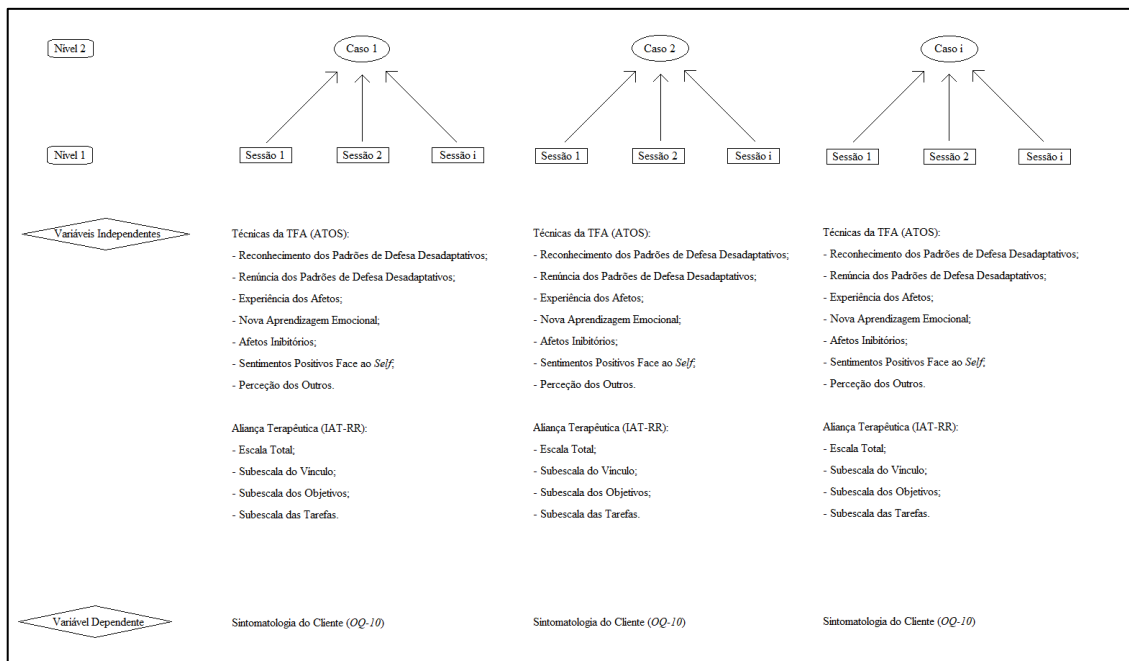 Nível 2
Caso 1
Caso 2
Caso i
Nível 1
Sessão 1
Sessão 2
Sessão i
Sessão 1
Sessão 2
Sessão i
Sessão 1
Sessão 2
Sessão i
Variáveis Independentes
Técnicas da TFA (ATOS):
- Reconhecimento dos Padrões de Defesa Desadaptativos;
- Renúncia dos Padrões de Defesa Desadaptativos;
- Experiência dos Afetos;
- Nova Aprendizagem Emocional;
- Afetos Inibitórios;
- Sentimentos Positivos Face ao Self;
- Perceção dos Outros.
Aliança Terapêutica (IAT-RR):
- Escala Total;
- Subescala do Vínculo;
- Subescala dos Objetivos;
- Subescala das Tarefas.
Técnicas da TFA (ATOS):
- Reconhecimento dos Padrões de Defesa Desadaptativos;
- Renúncia dos Padrões de Defesa Desadaptativos;
- Experiência dos Afetos;
- Nova Aprendizagem Emocional;
- Afetos Inibitórios;
- Sentimentos Positivos Face ao Self;
- Perceção dos Outros.
Aliança Terapêutica (IAT-RR):
- Escala Total;
- Subescala do Vínculo;
- Subescala dos Objetivos;
- Subescala das Tarefas.
Técnicas da TFA (ATOS):
- Reconhecimento dos Padrões de Defesa Desadaptativos;
- Renúncia dos Padrões de Defesa Desadaptativos;
- Experiência dos Afetos;
- Nova Aprendizagem Emocional;
- Afetos Inibitórios;
- Sentimentos Positivos Face ao Self;
- Perceção dos Outros.
Aliança Terapêutica (IAT-RR):
- Escala Total;
- Subescala do Vínculo;
- Subescala dos Objetivos;
- Subescala das Tarefas.
Variável Dependente
Sintomatologia do Cliente (OQ-10)
Sintomatologia do Cliente (OQ-10)
Sintomatologia do Cliente (OQ-10)